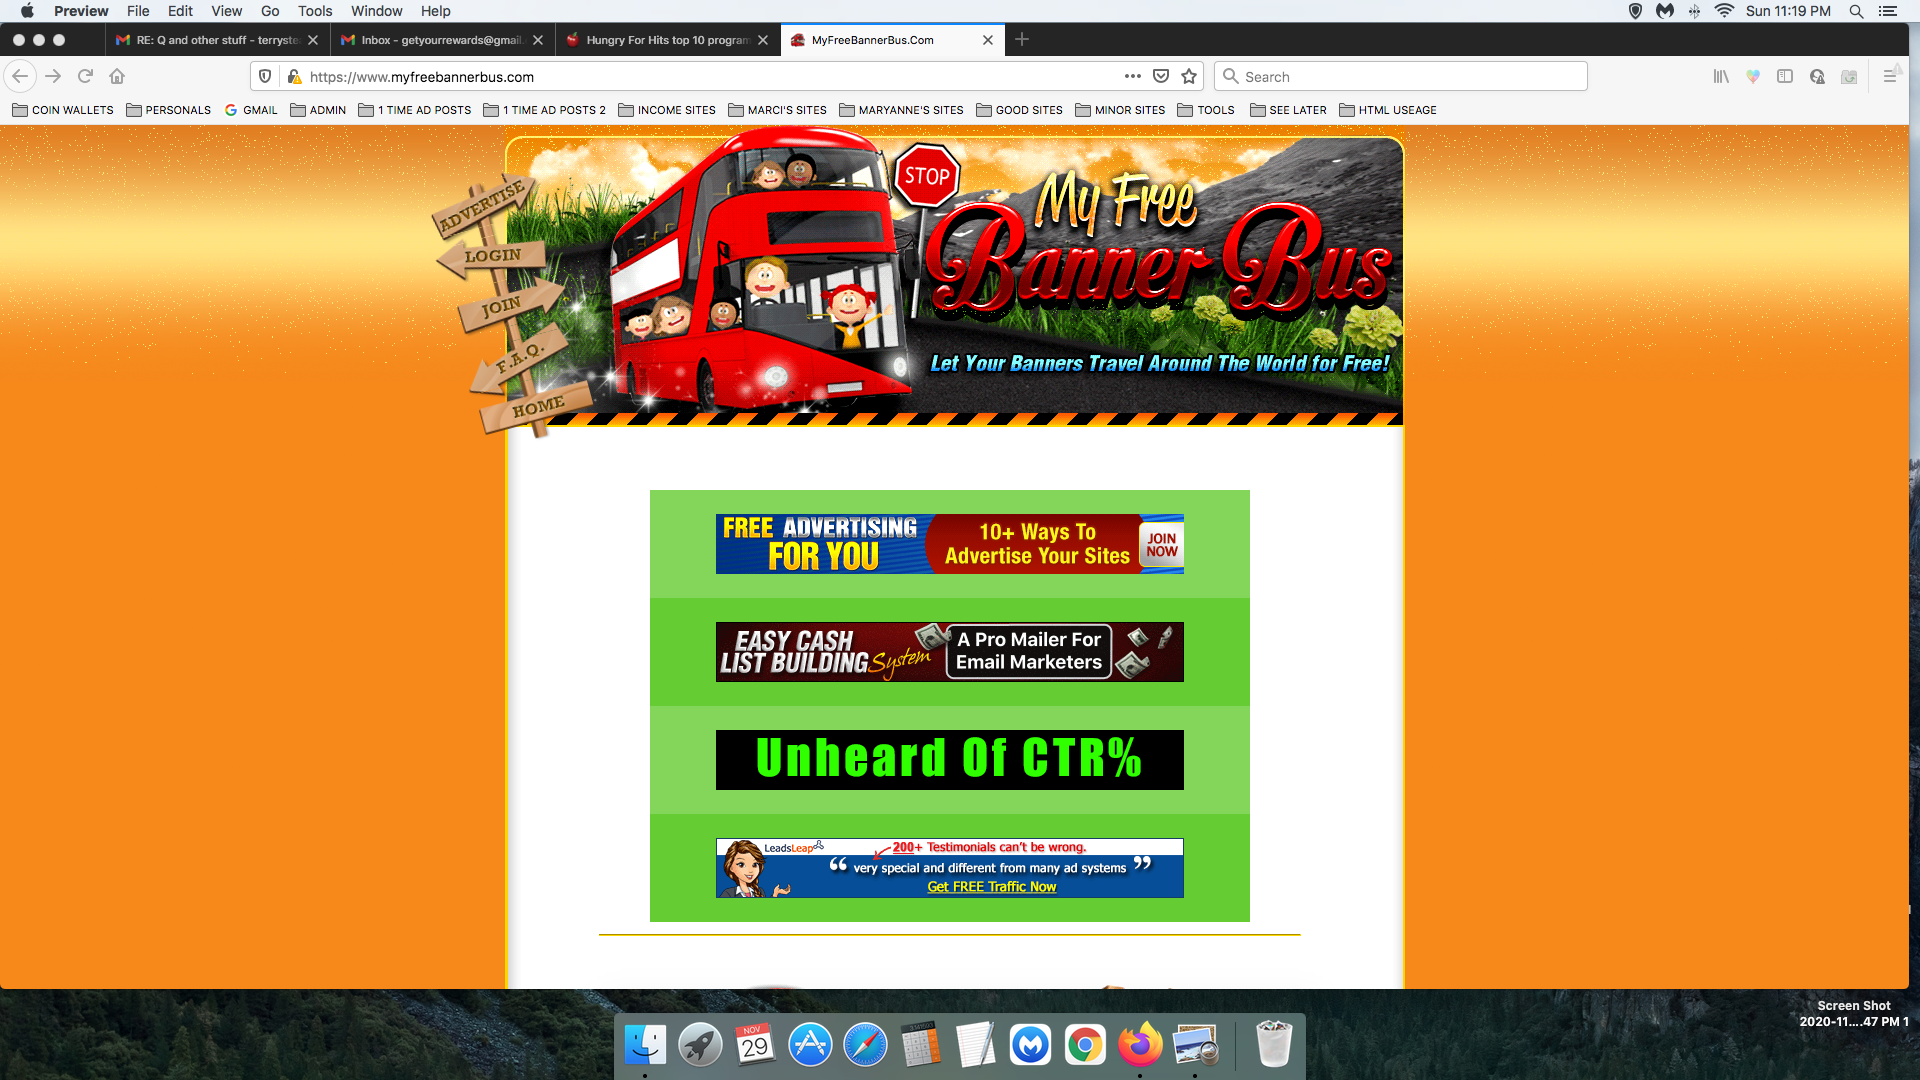 Preview File Edit View Go Tools Window Help
Sun 11:19 PM
RE: Q and other stuff - terryste
Inbox - getyourrewards@gmail.
Hungry For Hits top 10 program
MyFreeBannerBus.Com
https://www.myfreebannerbus.com
Search
COIN WALLETS PERSONALS GMAIL ADMIN 1 TIME AD POSTS 1 TIME AD POSTS 2 INCOME SITES MARCI'S SITES MARYANNE'S SITES GOOD SITES MINOR SITES TOOLS SEE LATER HTML USEAGE
ADVERTISE
LOGIN
JOIN
F.A.Q.
HOME
STOP
My Free
Banner Bus
Let Your Banners Travel Around The World for Free!
FREE ADVERTISING
FOR YOU
10+ Ways To
Advertise Your Sites
JOIN
NOW
EASY CASH
LIST BUILDING System
A Pro Mailer For
Email Marketers
Unheard Of CTR%
LeadsLeap
200+ Testimonials can't be wrong.
“ very special and different from many ad systems ”
Get FREE Traffic Now
Screen Shot
2020-11....47 PM 1
NOV
29